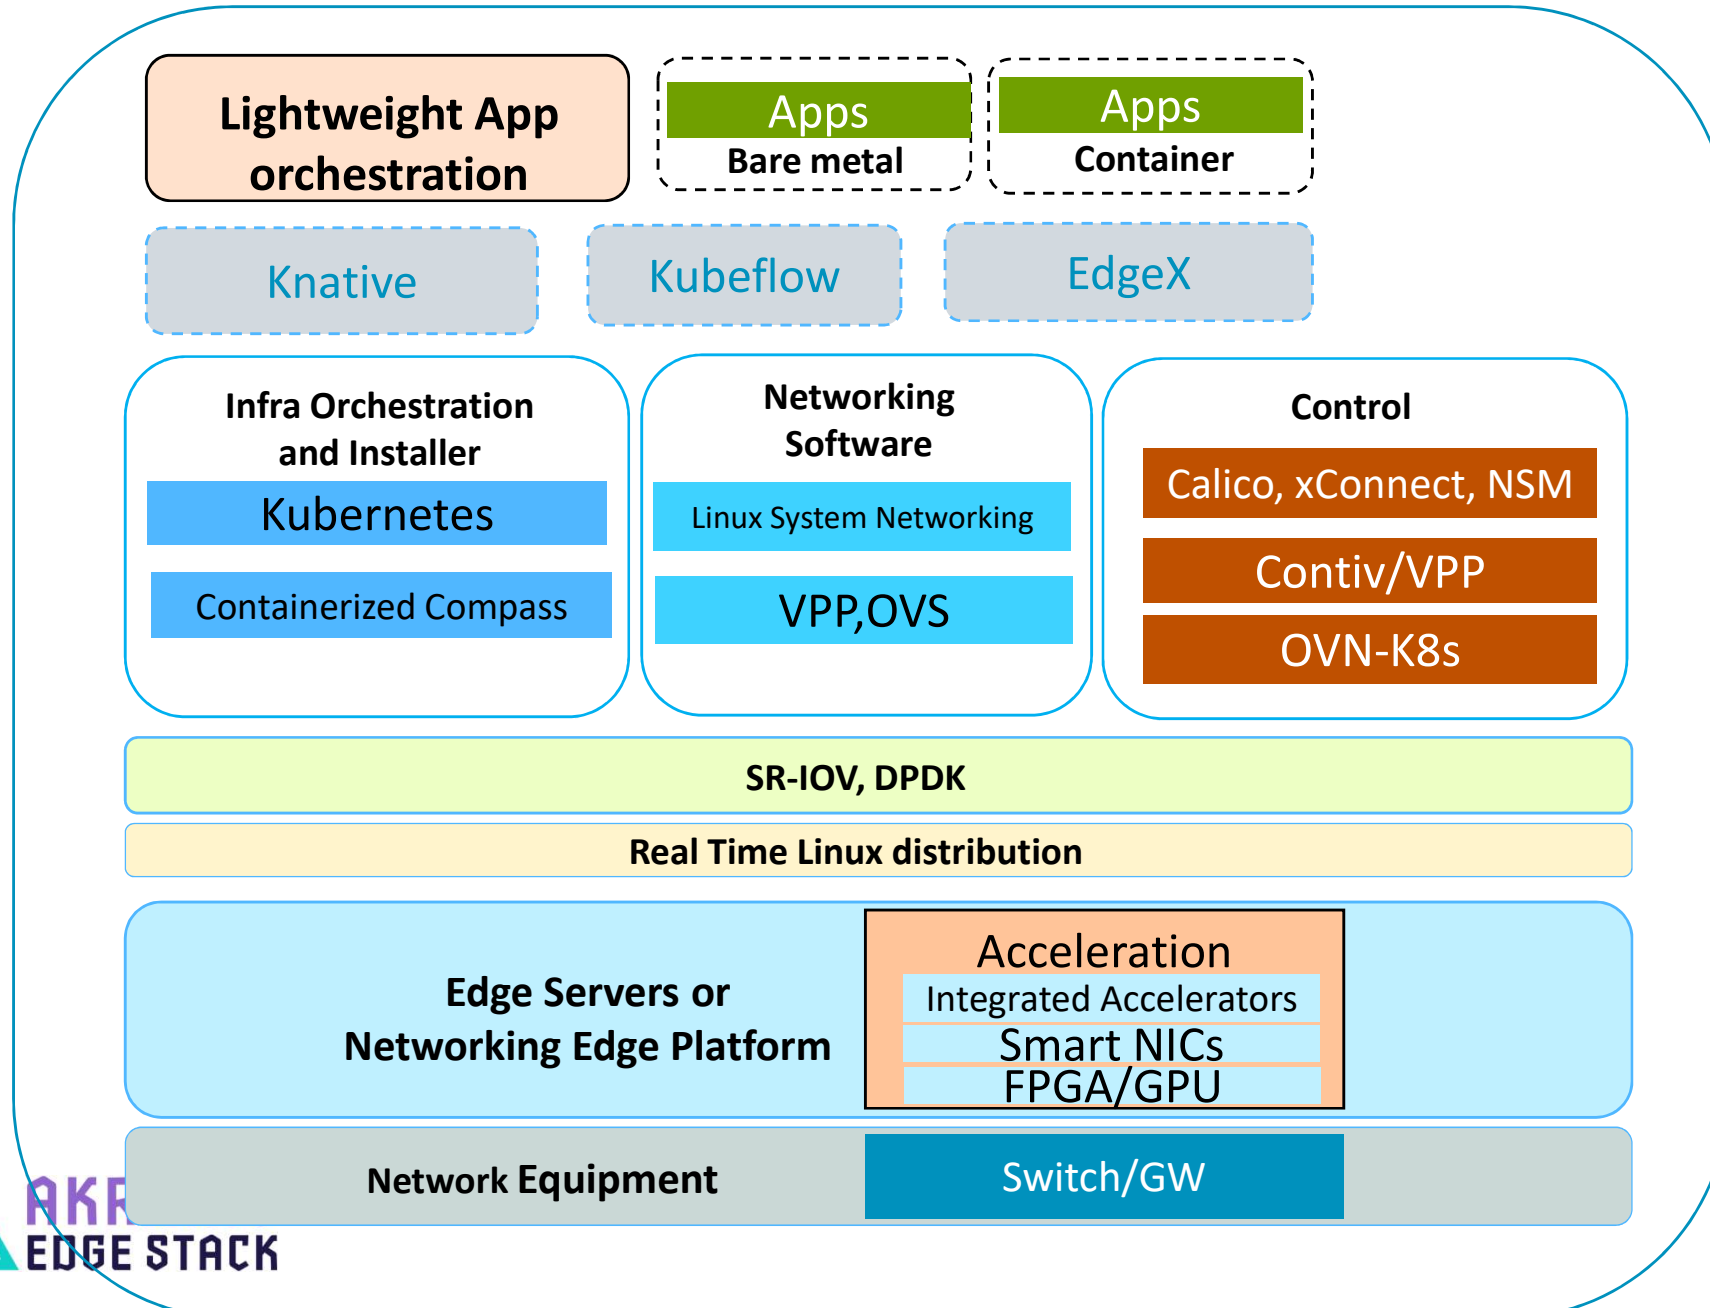 Lightweight App
orchestration
Apps
Bare metal
Apps
Container
Knative
Kubeflow
EdgeX
Infra Orchestration
and Installer
Kubernetes
Containerized Compass
Networking
Software
Linux System Networking
VPP,OVS
Control
Calico, xConnect, NSM
Contiv/VPP
OVN-K8s
SR-IOV, DPDK
Real Time Linux distribution
Edge Servers or
Networking Edge Platform
Acceleration
Integrated Accelerators
Smart NICs
FPGA/GPU
Network Equipment
Switch/GW
EDGE STACK